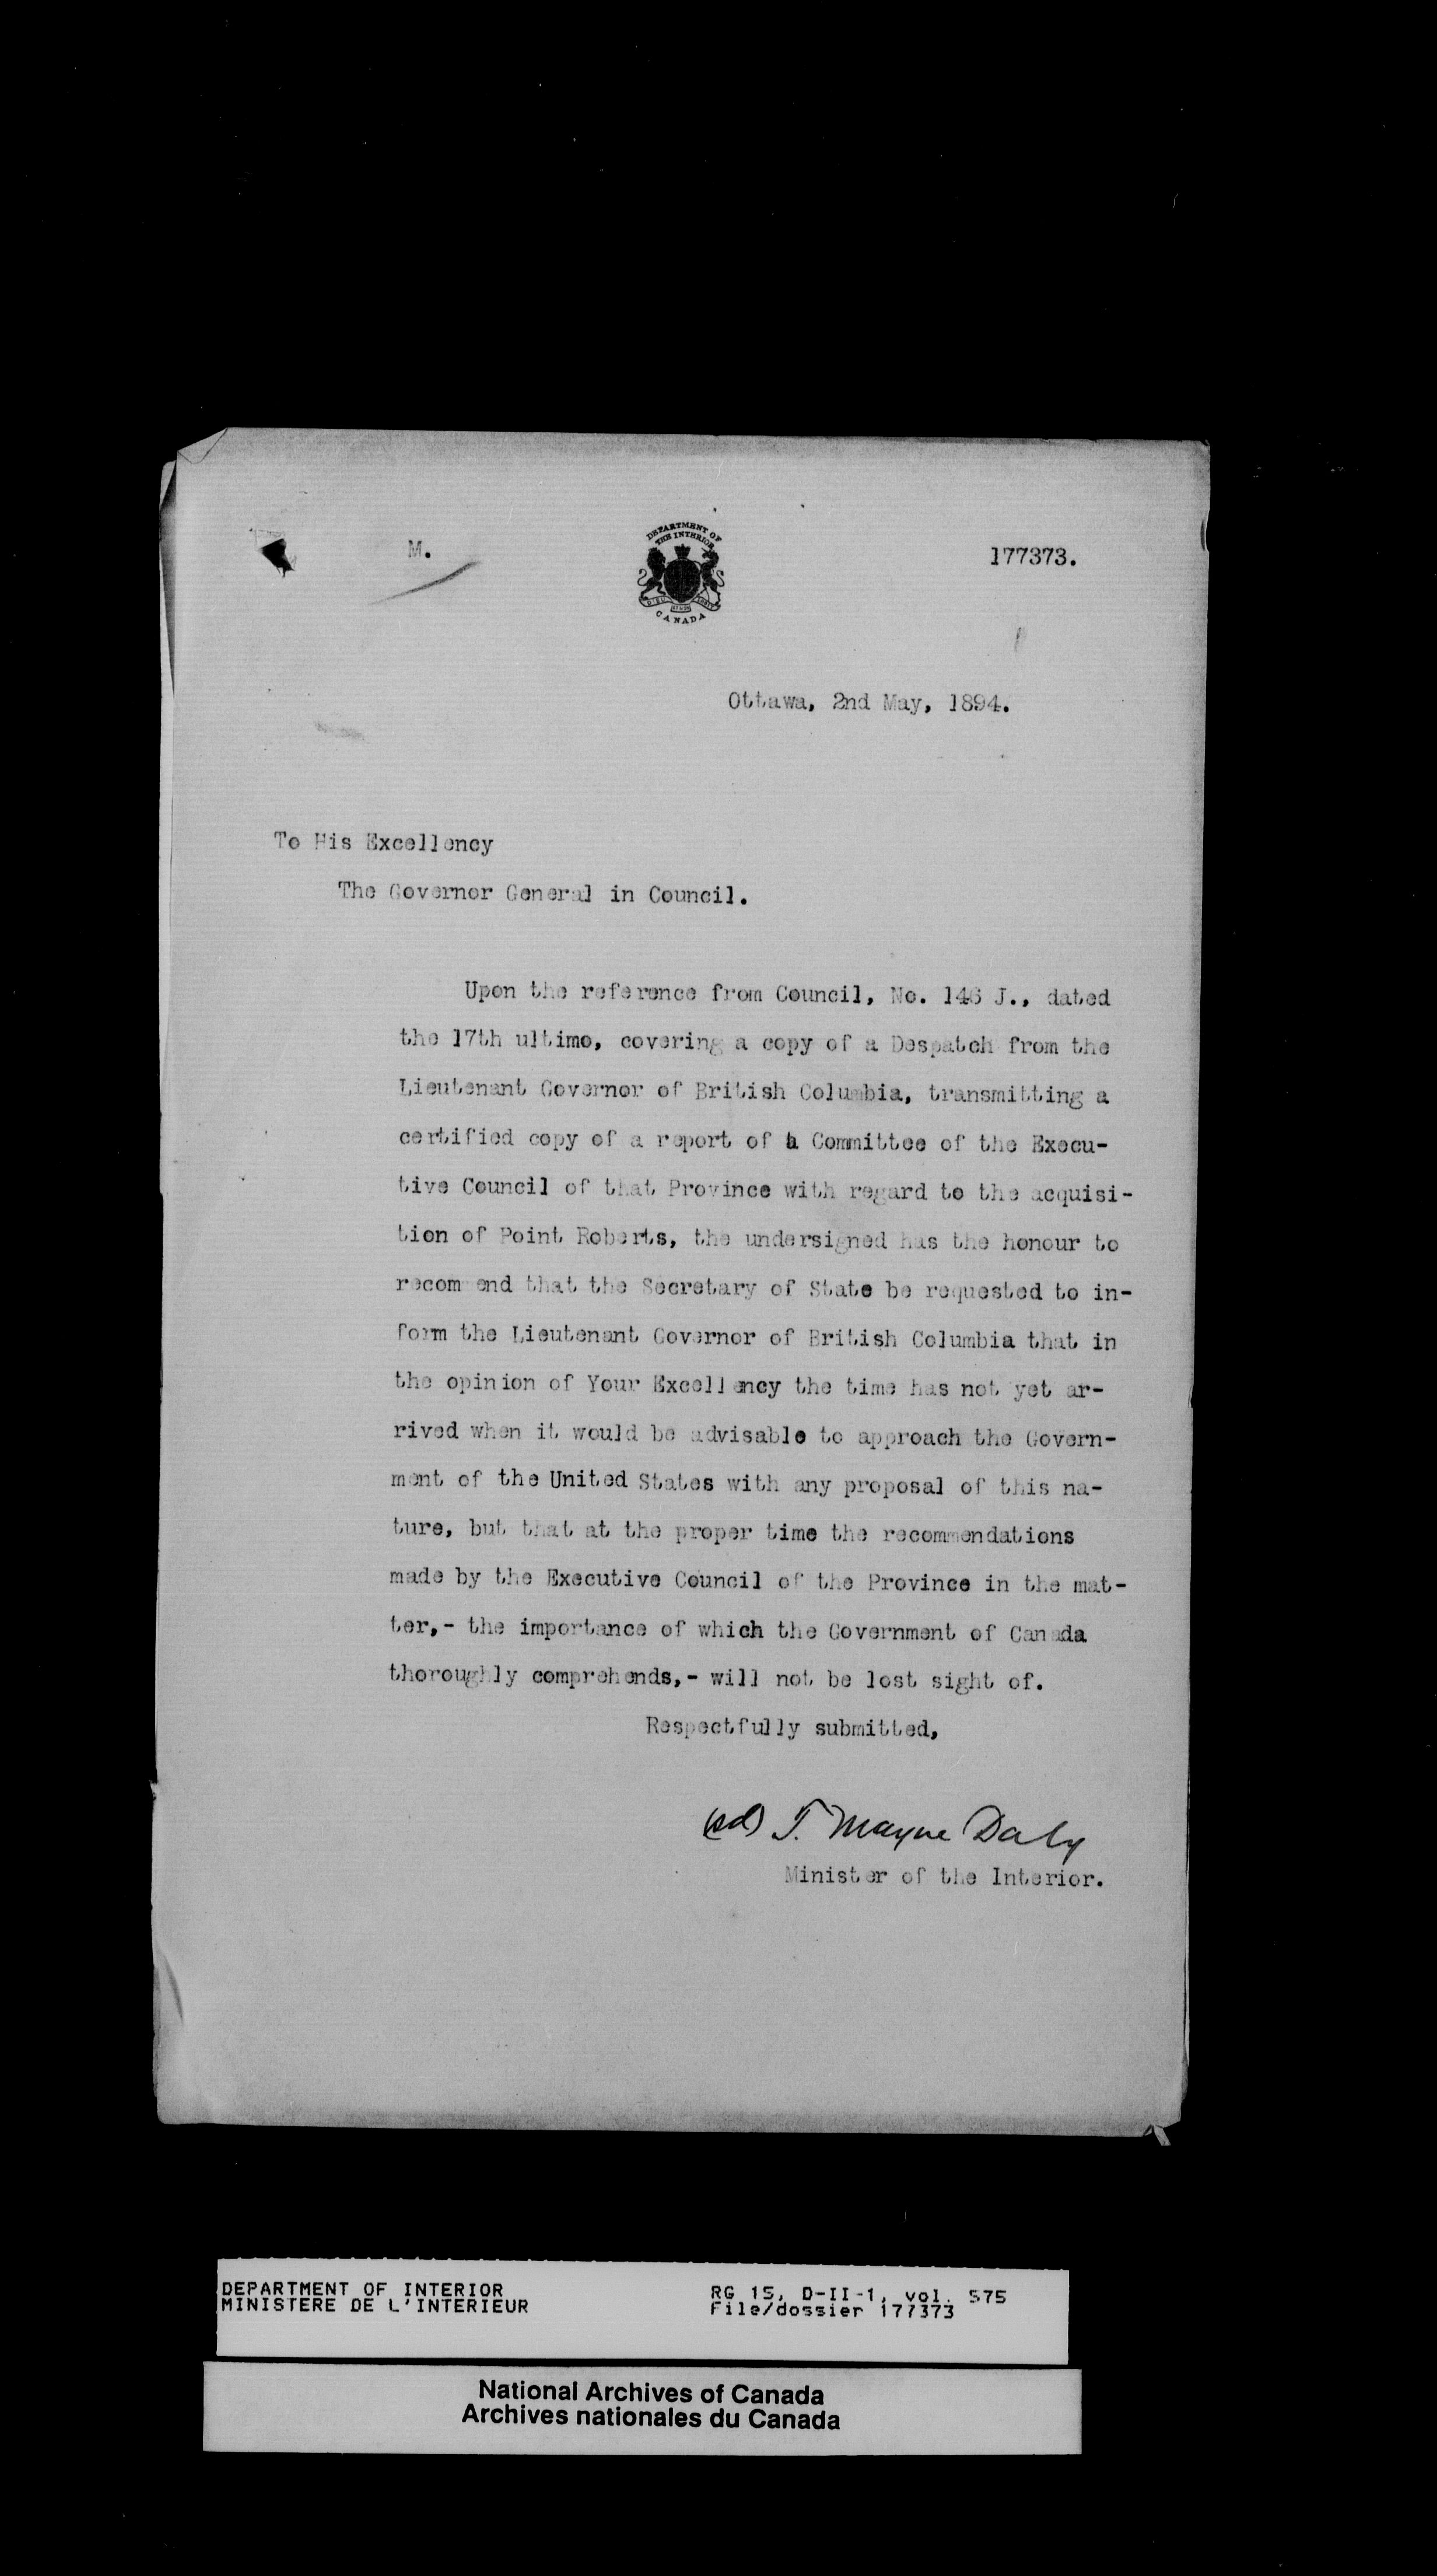 M.
DEPARTMENT OF
THE INTERIOR
CANADA
177373.
Ottawa, 2nd May, 1894.
To His Excellency
The Governor General in Council.
Upon the reference from Council, No. 146 J., dated
the 17th ultimo, covering a copy of a Despatch from the
Lieutenant Governor of British Columbia, transmitting a
certified copy of a report of a Committee of the Execu-
tive Council of that Province with regard to the acquisi-
tion of Point Roberts, the undersigned has the honour to
recommend that the Secretary of State be requested to in-
form the Lieutenant Governor of British Columbia that in
the opinion of Your Excellency the time has not yet ar-
rived when it would be advisable to approach the Govern-
ment of the United States with any proposal of this na-
ture, but that at the proper time the recommendations
made by the Executive Council of the Province in the mat-
ter,- the importance of which the Government of Canada
thoroughly comprehends,- will not be lost sight of.
Respectfully submitted,
(sd) T. Mayne Daly
Minister of the Interior.
DEPARTMENT OF INTERIOR
MINISTERE DE L'INTERIEUR
RG 15, D-II-1, vol. 575
File/dossier 177373
National Archives of Canada
Archives nationales du Canada